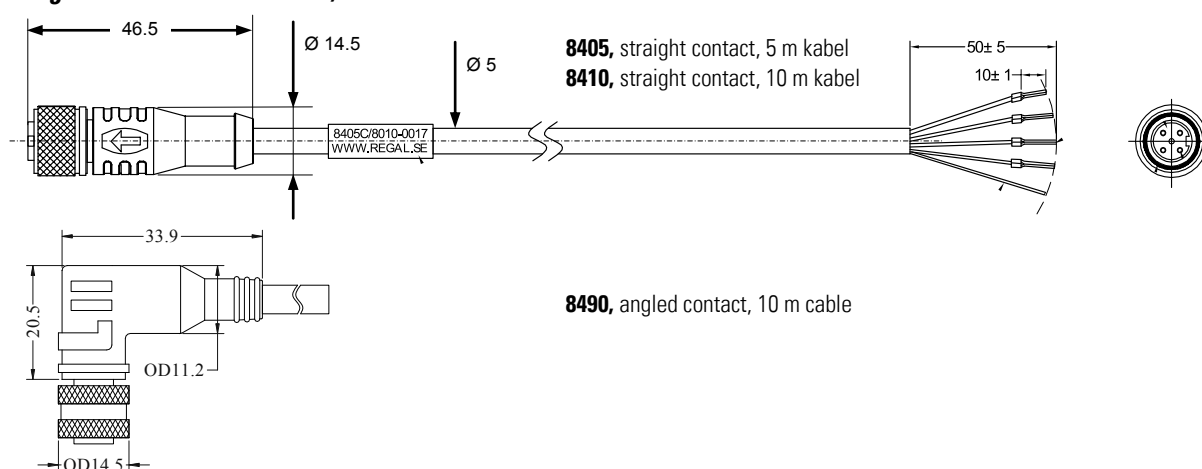 46.5
Ø 14.5
Ø 5
8405, straight contact, 5 m kabel
8410, straight contact, 10 m kabel
50± 5
10± 1
8405C/8010-0017
WWW.REGAL.SE
33.9
20.5
OD11.2
8490, angled contact, 10 m cable
OD14.5